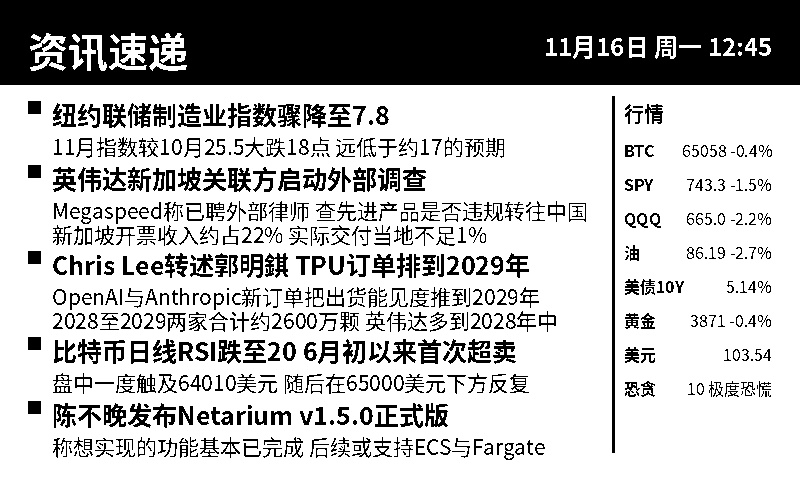 资讯速递
11月16日 周一 12:45
纽约联储制造业指数骤降至7.8
11月指数较10月25.5大跌18点 远低于约17的预期
英伟达新加坡关联方启动外部调查
Megaspeed称已聘外部律师 查先进产品是否违规转往中国
新加坡开票收入约占22% 实际交付当地不足1%
Chris Lee转述郭明錤 TPU订单排到2029年
OpenAI与Anthropic新订单把出货能见度推到2029年
2028至2029两家合计约2600万颗 英伟达多到2028年中
比特币日线RSI跌至20 6月初以来首次超卖
盘中一度触及64010美元 随后在65000美元下方反复
陈不晚发布Netarium v1.5.0正式版
称想实现的功能基本已完成 后续或支持ECS与Fargate
行情
BTC 65058 -0.4%
SPY 743.3 -1.5%
QQQ 665.0 -2.2%
油 86.19 -2.7%
美债10Y 5.14%
黄金 3871 -0.4%
美元 103.54
恐贪 10 极度恐慌